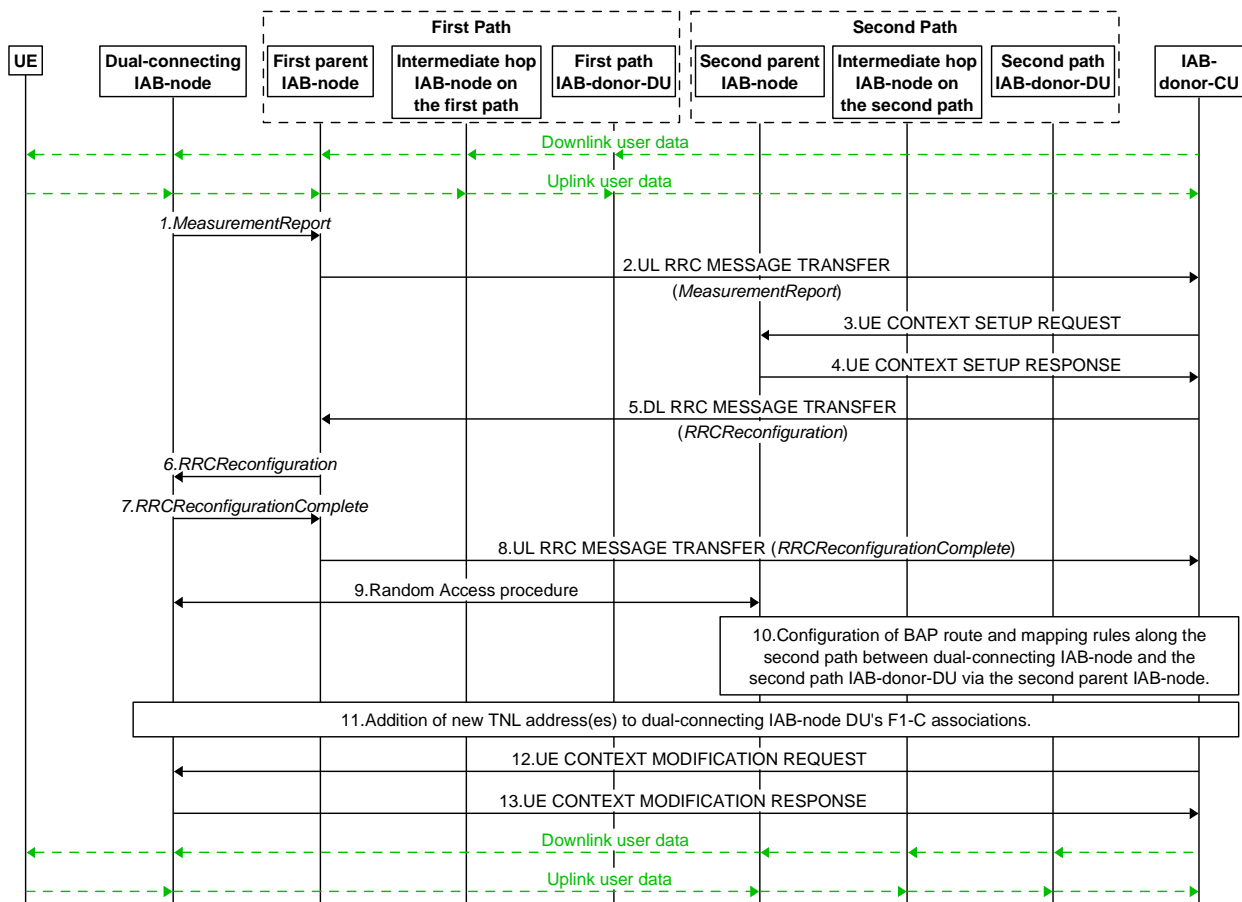 First Path
Second Path
UE
Dual-connecting
IAB-node
First parent
IAB-node
Intermediate hop
IAB-node on
the first path
First path
IAB-donor-DU
Second parent
IAB-node
Intermediate hop
IAB-node on
the second path
Second path
IAB-donor-DU
IAB-
donor-CU
Downlink user data
Uplink user data
1.MeasurementReport
2.UL RRC MESSAGE TRANSFER
(MeasurementReport)
3.UE CONTEXT SETUP REQUEST
4.UE CONTEXT SETUP RESPONSE
5.DL RRC MESSAGE TRANSFER
(RRCReconfiguration)
6.RRCReconfiguration
7.RRCReconfigurationComplete
8.UL RRC MESSAGE TRANSFER (RRCReconfigurationComplete)
9.Random Access procedure
10.Configuration of BAP route and mapping rules along the
second path between dual-connecting IAB-node and the
second path IAB-donor-DU via the second parent IAB-node.
11.Addition of new TNL address(es) to dual-connecting IAB-node DU's F1-C associations.
12.UE CONTEXT MODIFICATION REQUEST
13.UE CONTEXT MODIFICATION RESPONSE
Downlink user data
Uplink user data